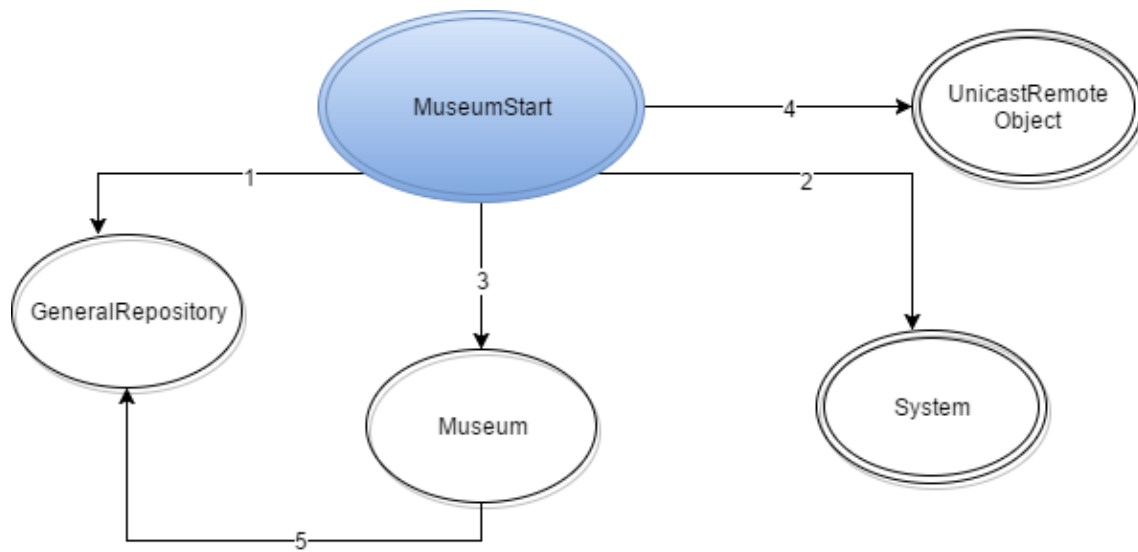 MuseumStart
UnicastRemote
Object
4
1
2
3
GeneralRepository
Museum
System
5